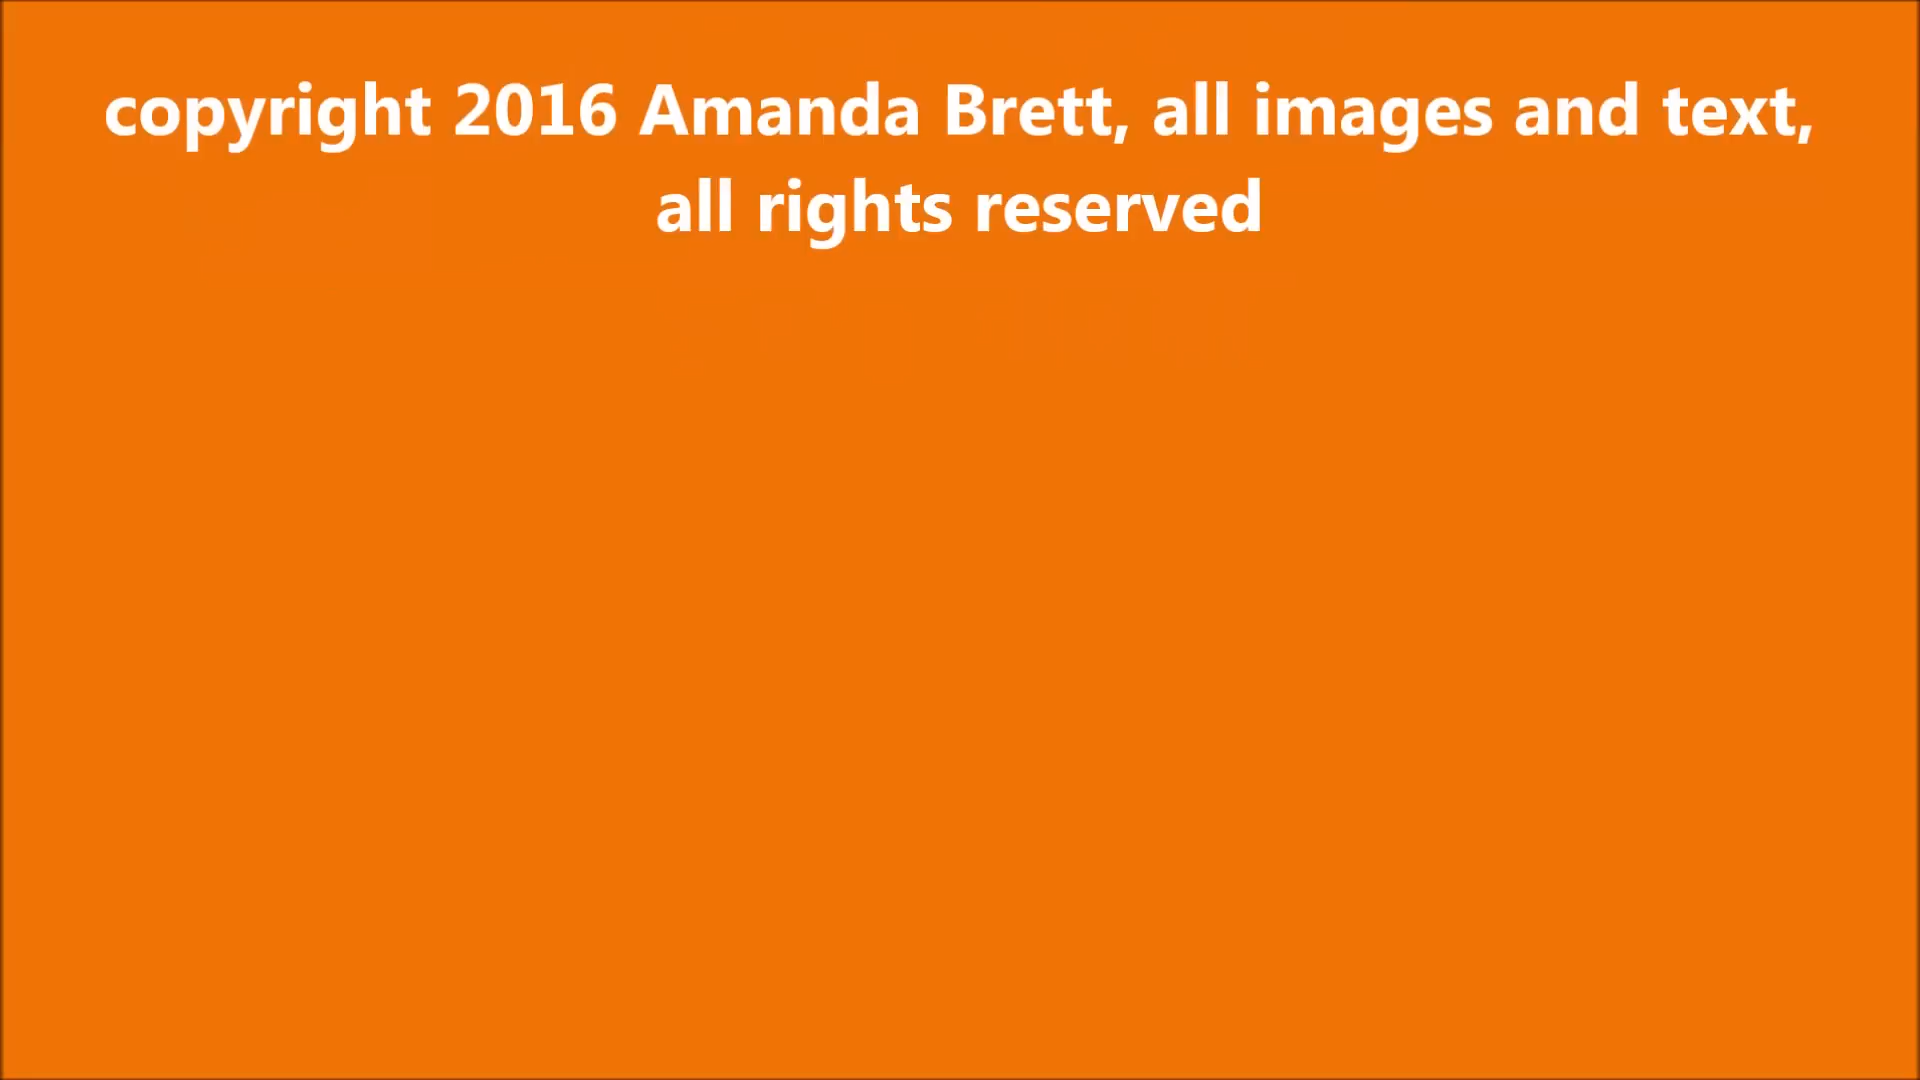 copyright 2016 Amanda Brett, all images and text,
all rights reserved